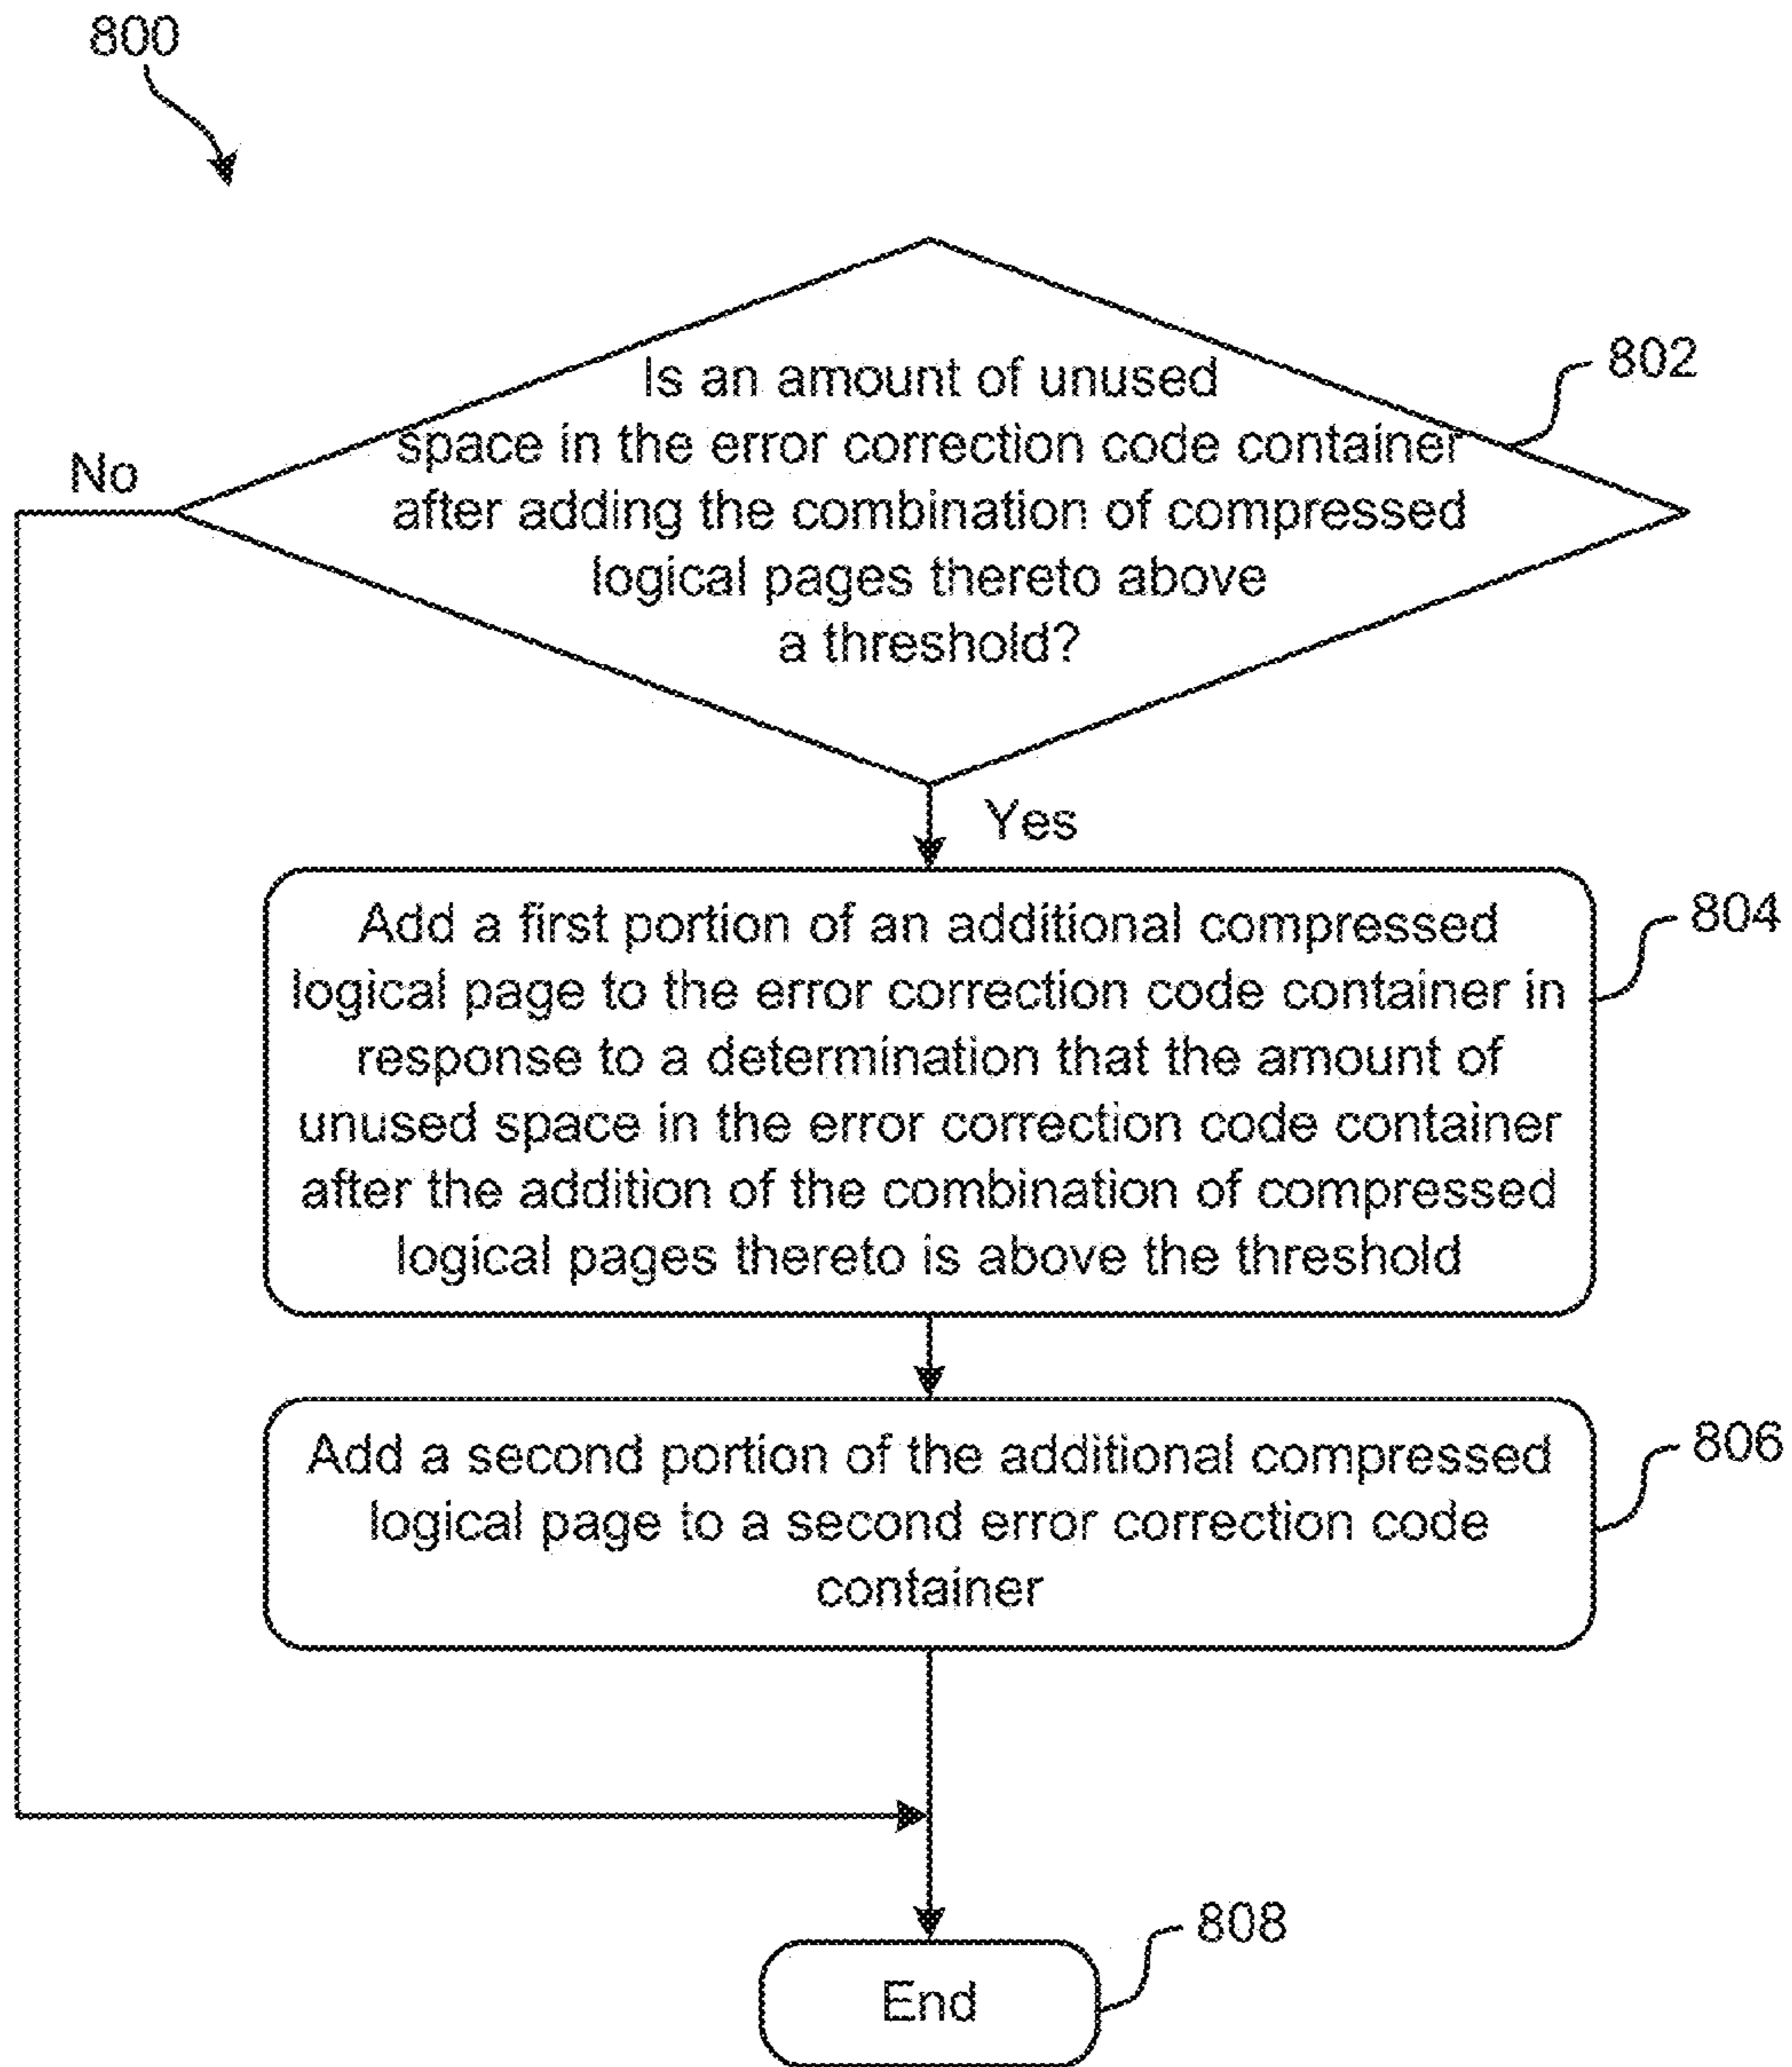 800
Is an amount of unused
802
space in the error correction code container
No
after adding the combination of compressed
logical pages thereto above
a threshold?
Yes
Add a first portion of an additional compressed
804
logical page to the error correction code container in
response to a determination that the amount of
unused space in the error correction code container
after the addition of the combination of compressed
logical pages thereto is above the threshold
Add a second portion of the additional compressed
806
logical page to a second error correction code
container
808
End